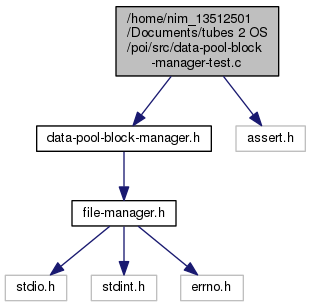 /home/nim_13512501
/Documents/tubes 2 OS
/poi/src/data-pool-block
-manager-test.c
data-pool-block-manager.h
assert.h
file-manager.h
stdio.h
stdint.h
errno.h